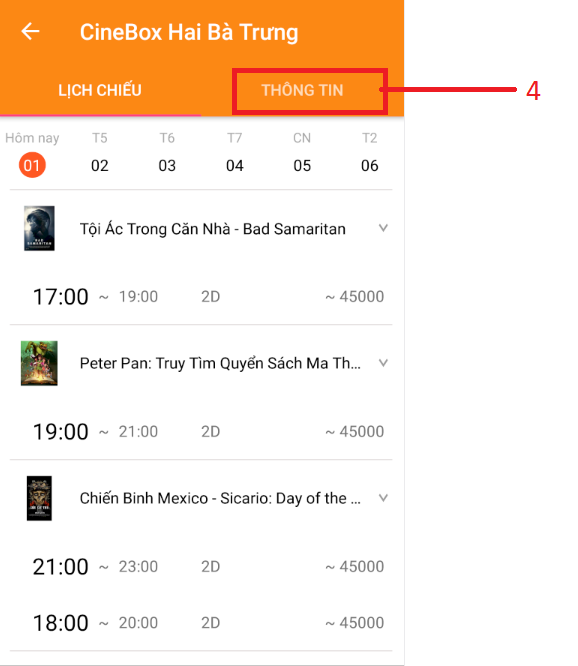 CineBox Hai Bà Trưng
LỊCH CHIẾU THÔNG TIN 4
Hôm nay T5 T6 T7 CN T2
01 02 03 04 05 06
Tội Ác Trong Căn Nhà - Bad Samaritan
17:00 ~ 19:00 2D ~ 45000
Peter Pan: Truy Tìm Quyển Sách Ma Th...
19:00 ~ 21:00 2D ~ 45000
Chiến Binh Mexico - Sicario: Day of the ...
21:00 ~ 23:00 2D ~ 45000
18:00 ~ 20:00 2D ~ 45000